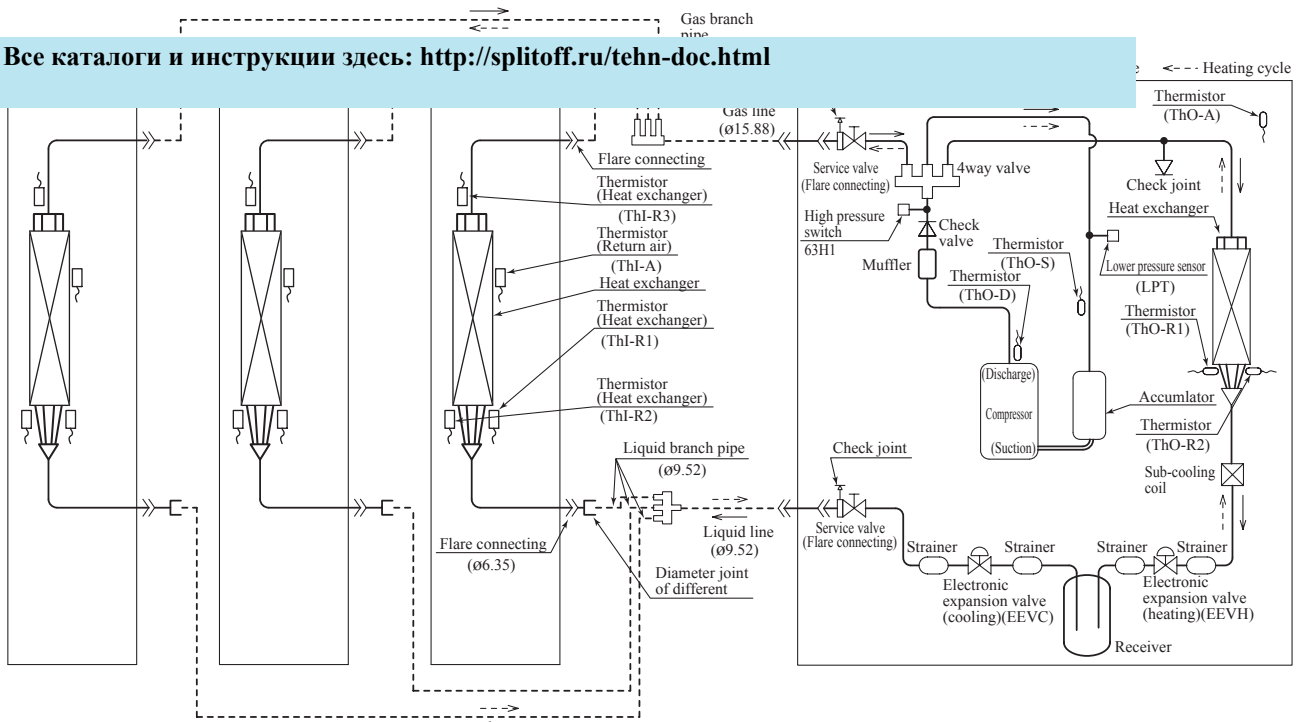 Gas branch
pipe
Все каталоги и инструкции здесь: http://splitoff.ru/tehn-doc.html
Heating cycle
Thermistor
(ThO-A)
Gas line
(ø15.88)
Flare connecting
Thermistor
(Heat exchanger)
(ThI-R3)
Thermistor
(Return air)
(ThI-A)
Heat exchanger
Thermistor
(Heat exchanger)
(ThI-R1)
Thermistor
(Heat exchanger)
(ThI-R2)
Service valve
(Flare connecting)
4way valve
Check joint
Heat exchanger
High pressure
switch
63H1
Check
valve
Muffler
Thermistor
(ThO-S)
Thermistor
(ThO-D)
Lower pressure sensor
(LPT)
Thermistor
(ThO-R1)
(Discharge)
Compressor
(Suction)
Accumlator
Thermistor
(ThO-R2)
Sub-cooling
coil
Liquid branch pipe
(ø9.52)
Check joint
Flare connecting
(ø6.35)
Liquid line
(ø9.52)
Service valve
(Flare connecting)
Diameter joint
of different
Strainer
Strainer
Strainer
Strainer
Electronic
expansion valve
(cooling)(EEVC)
Electronic
expansion valve
(heating)(EEVH)
Receiver